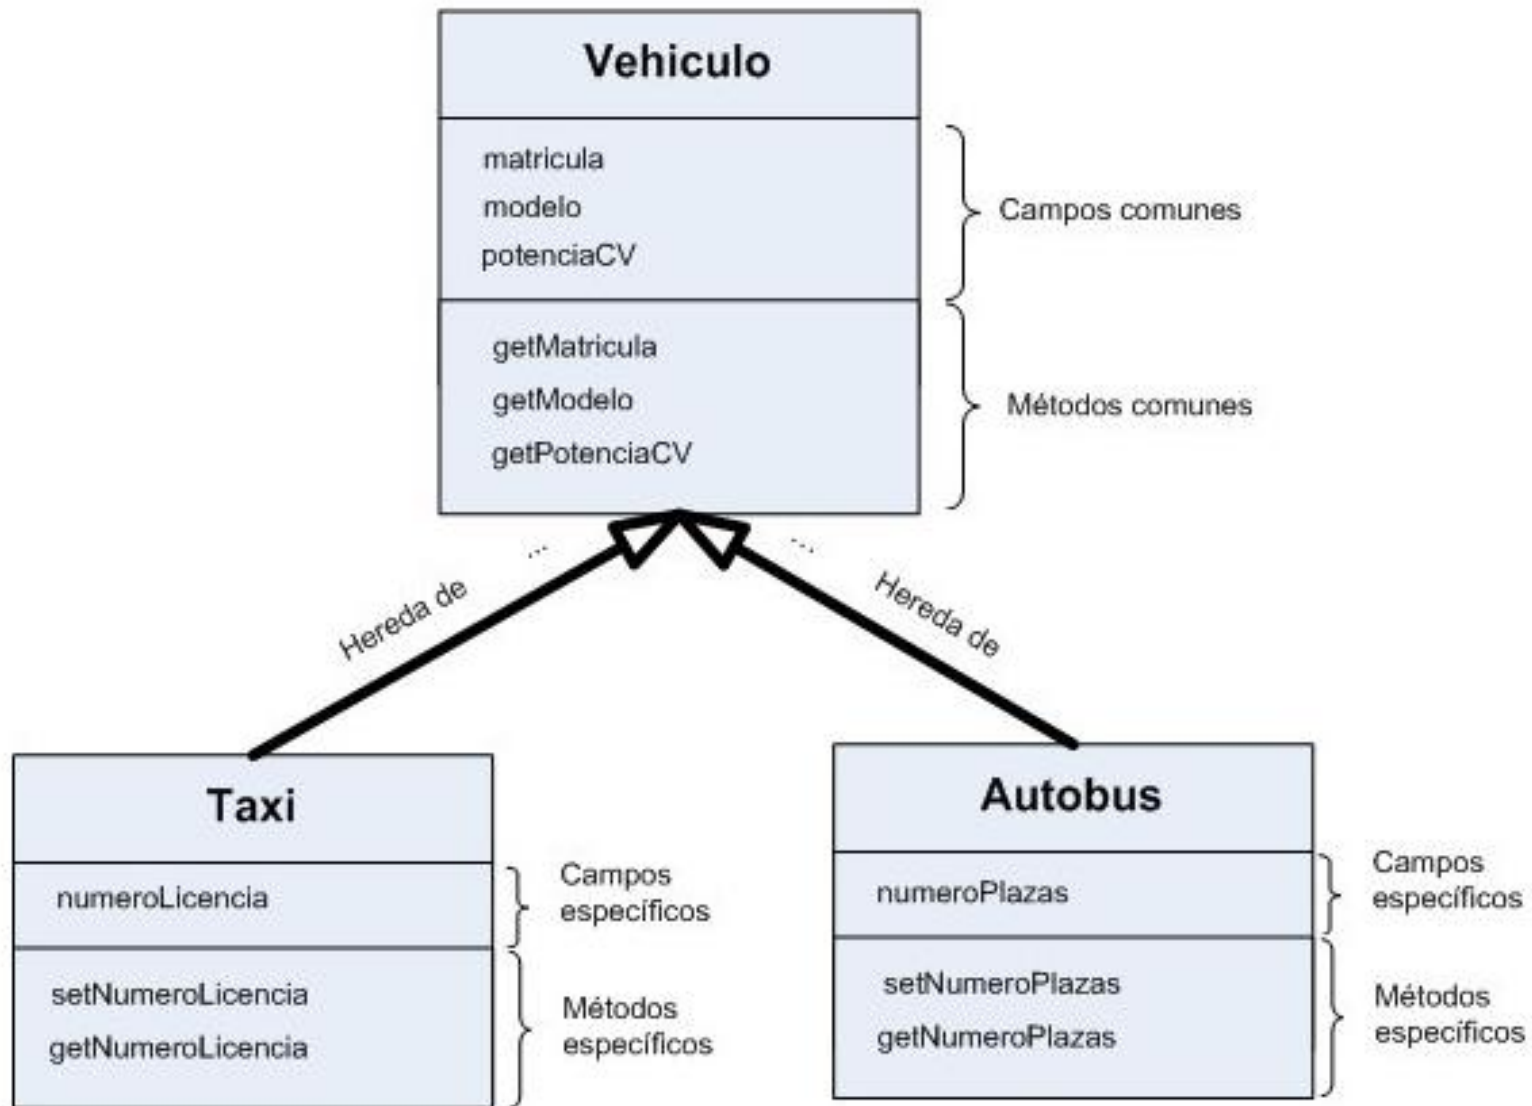 Vehiculo
matricula
modelo
potenciaCV
Campos comunes
getMatricula
getModelo
getPotenciaCV
Métodos comunes
...
Hereda de
...
Hereda de
Taxi
numeroLicencia
Campos
específicos
setNumeroLicencia
getNumeroLicencia
Métodos
específicos
Autobus
numeroPlazas
Campos
específicos
setNumeroPlazas
getNumeroPlazas
Métodos
específicos